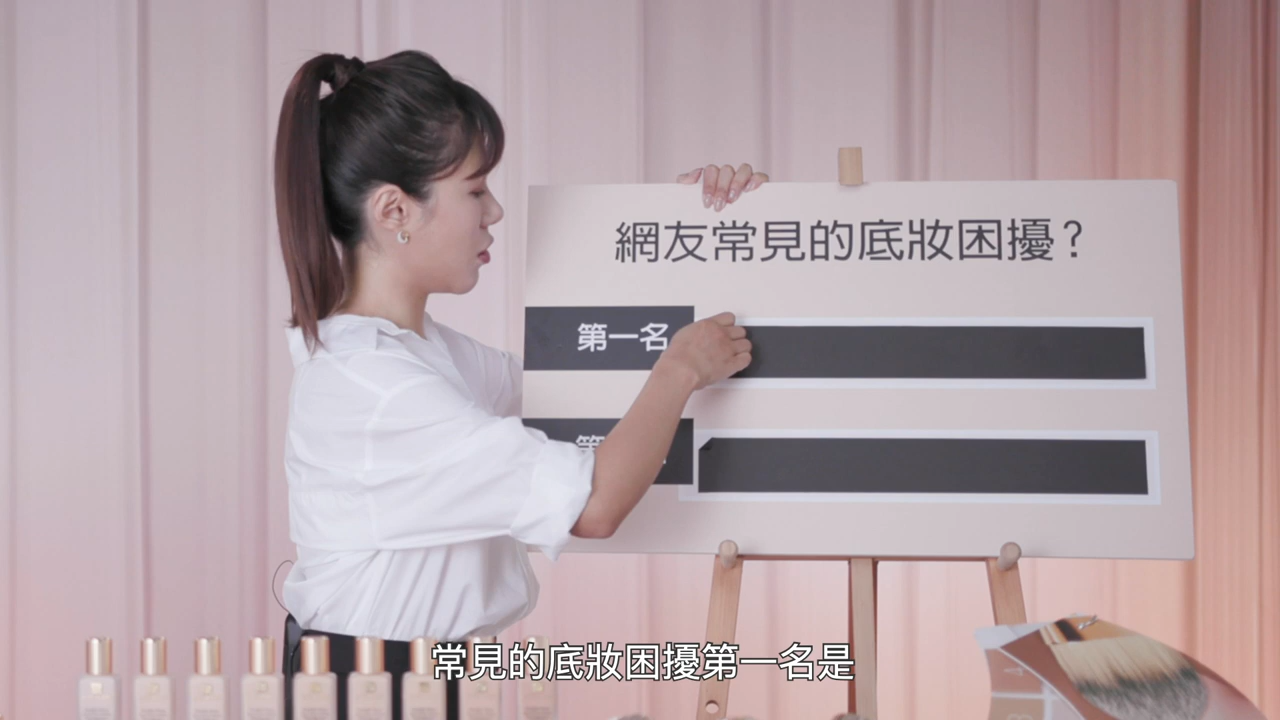 網友常見的底妝困擾？
第一名
第
常見的底妝困擾第一名是